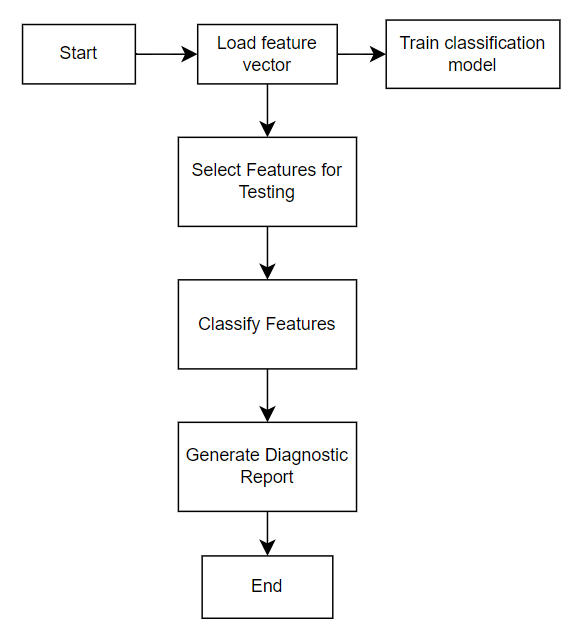 Start
Load feature
vector
Train classification
model
Select Features for
Testing
Classify Features
Generate Diagnostic
Report
End